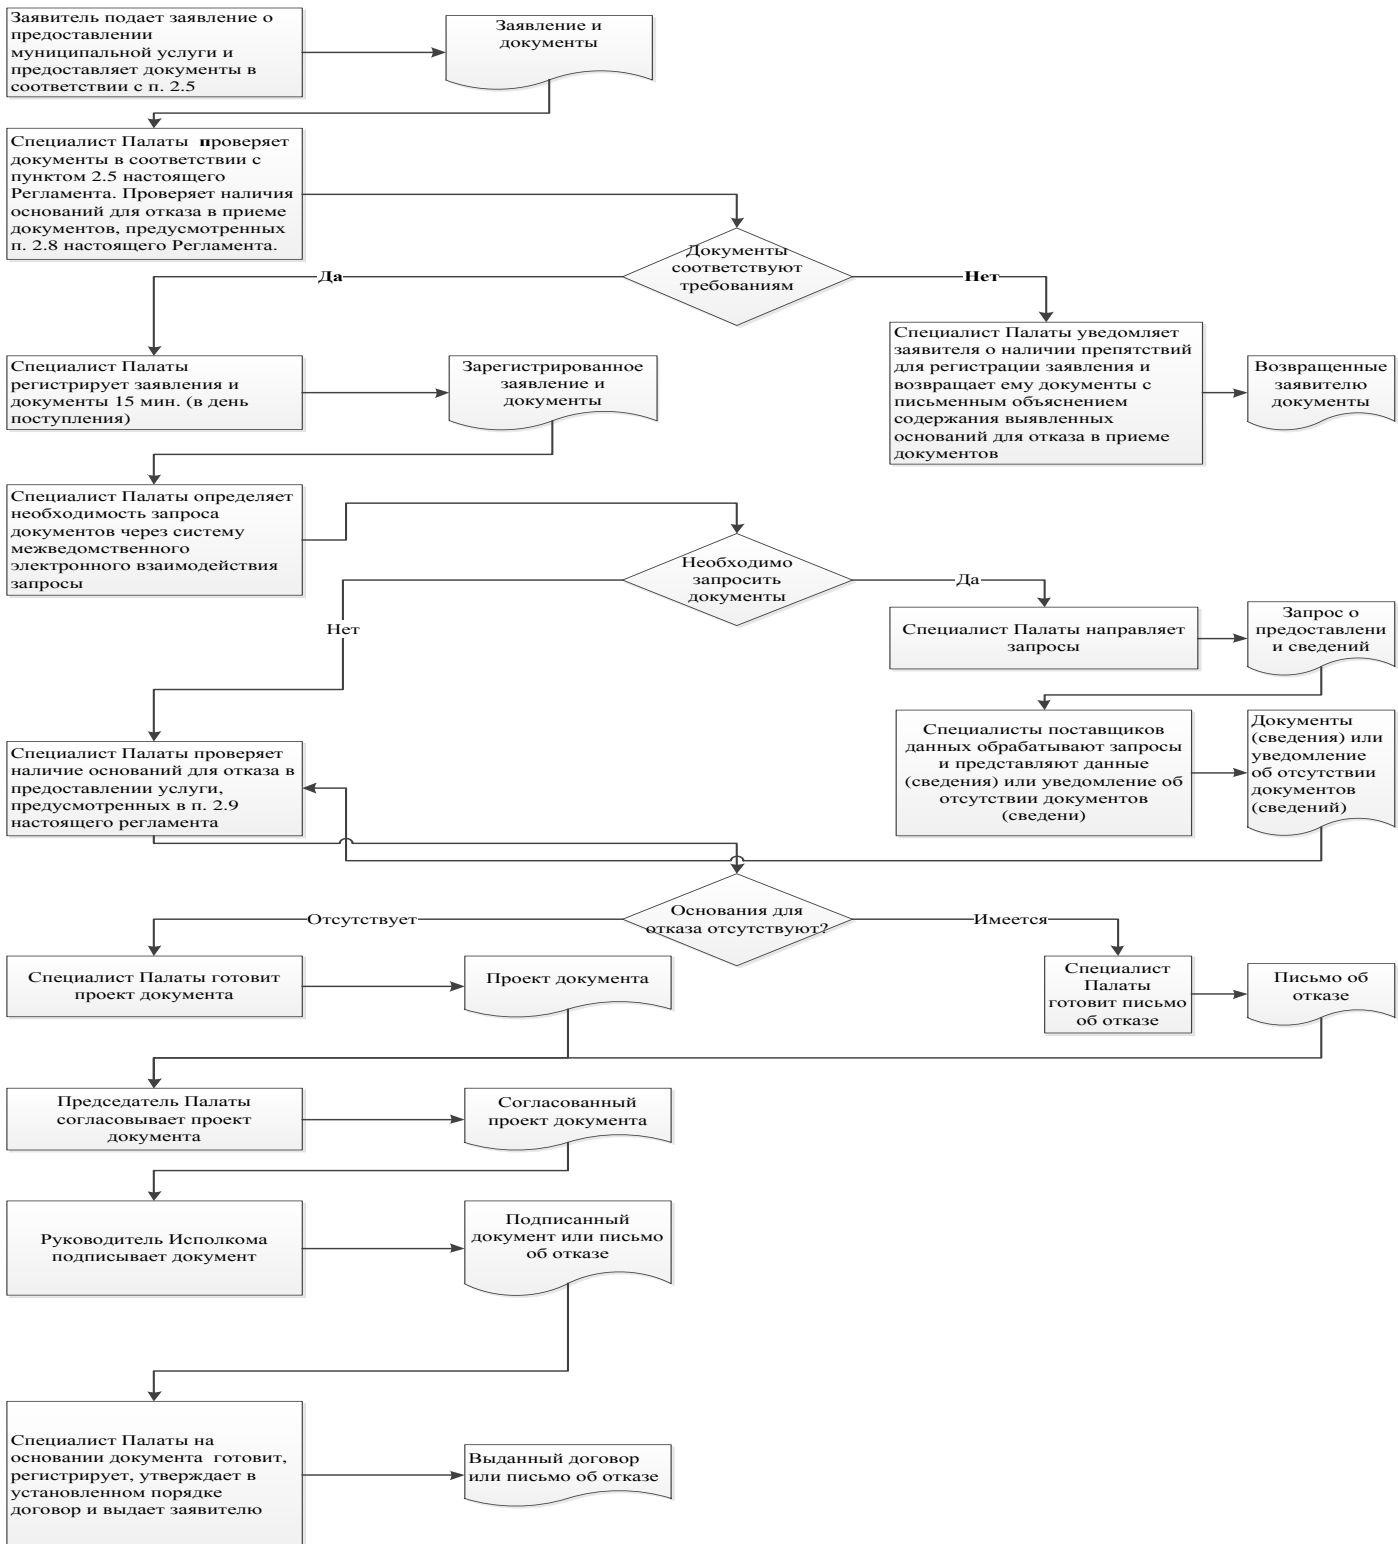 Заявитель подает заявление о
предоставлении
муниципальной услуги и
предоставляет документы в
соответствии с п. 2.5
Заявление и
документы
Специалист Палаты проверяет
документы в соответствии с
пунктом 2.5 настоящего
Регламента. Проверяет наличия
оснований для отказа в приеме
документов, предусмотренных
п. 2.8 настоящего Регламента.
Документы
соответствуют
требованиям
Да
Нет
Специалист Палаты
регистрирует заявления и
документы 15 мин. (в день
поступления)
Зарегистрированное
заявление и
документы
Специалист Палаты уведомляет
заявителя о наличии препятствий
для регистрации заявления и
возвращает ему документы с
письменным объяснением
содержания выявленных
оснований для отказа в приеме
документов
Возвращенные
заявителю
документы
Специалист Палаты определяет
необходимость запроса
документов через систему
межведомственного
электронного взаимодействия
запросы
Необходимо
запросить
документы
Да
Нет
Специалист Палаты направляет
запросы
Запрос о
предоставлени
и сведений
Специалист Палаты проверяет
наличие оснований для отказа в
предоставлении услуги,
предусмотренных в п. 2.9
настоящего регламента
Специалисты поставщиков
данных обрабатывают запросы
и представляют данные
(сведения) или уведомление об
отсутствии документов
(сведени)
Документы
(сведения) или
уведомление
об отсутствии
документов
(сведений)
Основания для
отказа отсутствуют?
Отсутствует
Имеется
Специалист Палаты готовит
проект документа
Проект документа
Специалист
Палаты
готовит письмо
об отказе
Письмо об
отказе
Председатель Палаты
согласовывает проект
документа
Согласованный
проект документа
Руководитель Исполкома
подписывает документ
Подписанный
документ или письмо
об отказе
Специалист Палаты на
основании документа готовит,
регистрирует, утверждает в
установленном порядке
договор и выдает заявителю
Выданный договор
или письмо об отказе